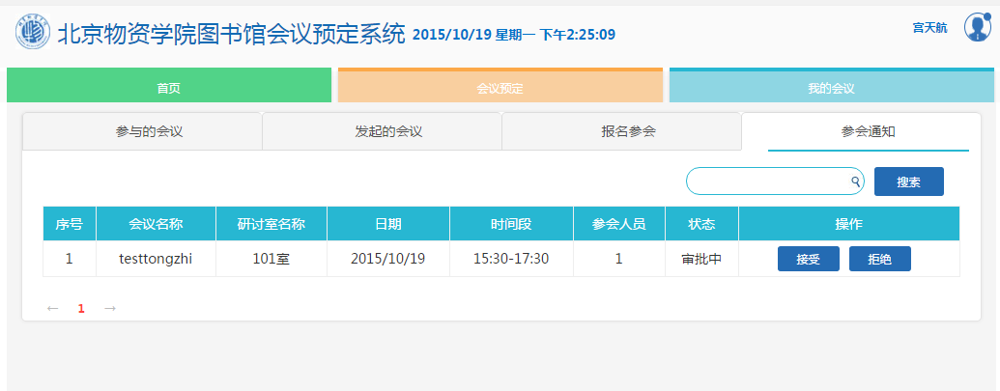 北京物资学院图书馆会议预定系统 2015/10/19 星期一 下午2:25:09 宫天航
首页 会议预定 我的会议
参与的会议 发起的会议 报名参会 参会通知
搜索
序号 会议名称 研讨室名称 日期 时间段 参会人员 状态 操作
1 testtongzhi 101室 2015/10/19 15:30-17:30 1 审批中 接受 拒绝
← 1 →